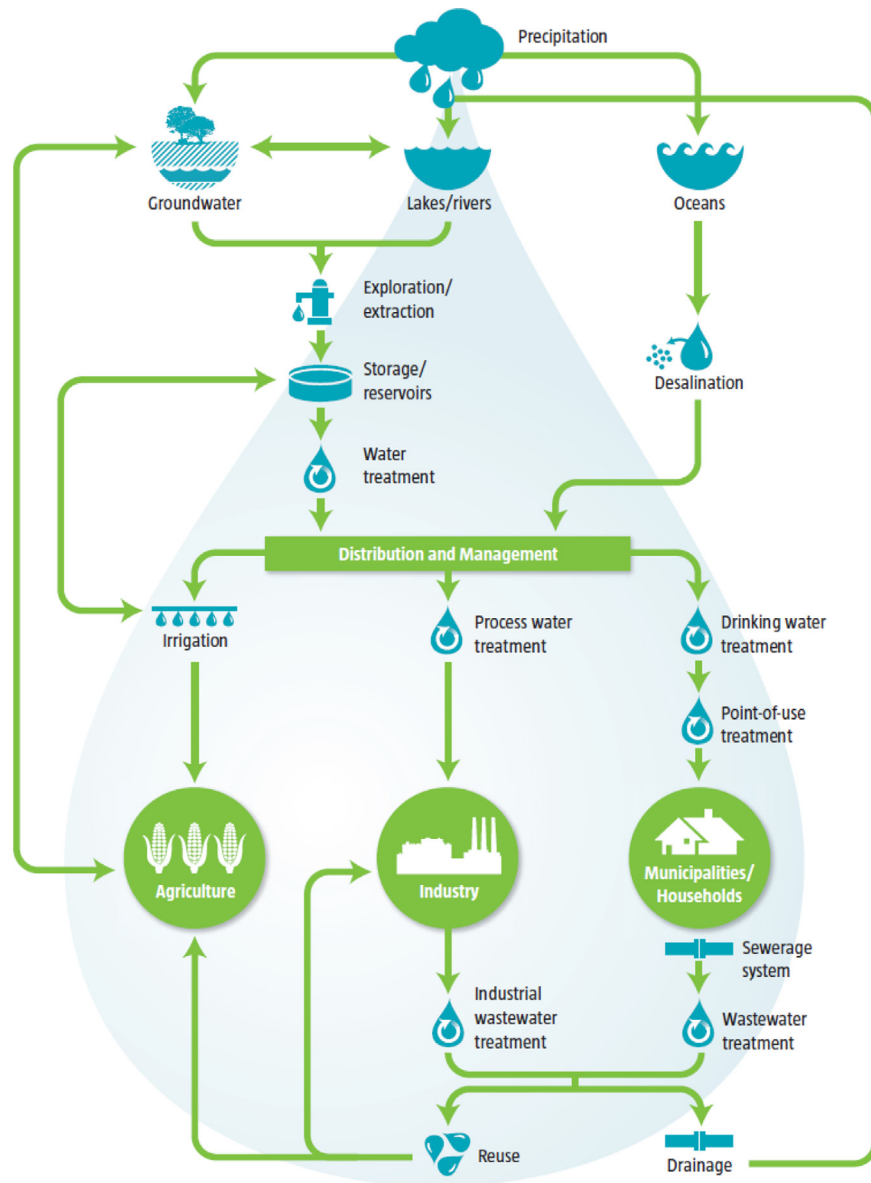 Precipitation
Groundwater
Lakes/rivers
Oceans
Exploration/
extraction
Storage/
reservoirs
Desalination
Water
treatment
Distribution and Management
Irrigation
Process water
treatment
Drinking water
treatment
Point-of-use
treatment
Agriculture
Industry
Municipalities/
Households
Sewerage
system
Industrial
wastewater
treatment
Wastewater
treatment
Reuse
Drainage